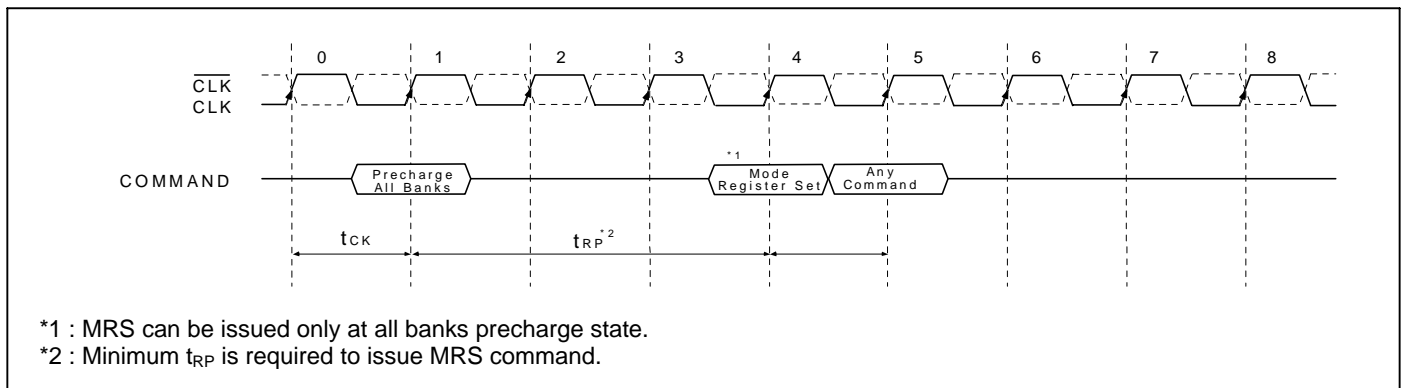 0 1 2 3 4 5 6 7 8
CLK
CLK
COMMAND
Precharge
All Banks
*1
Mode
Register Set
Any
Command
tCK
tRP*2
*1 : MRS can be issued only at all banks precharge state.
*2 : Minimum tRP is required to issue MRS command.